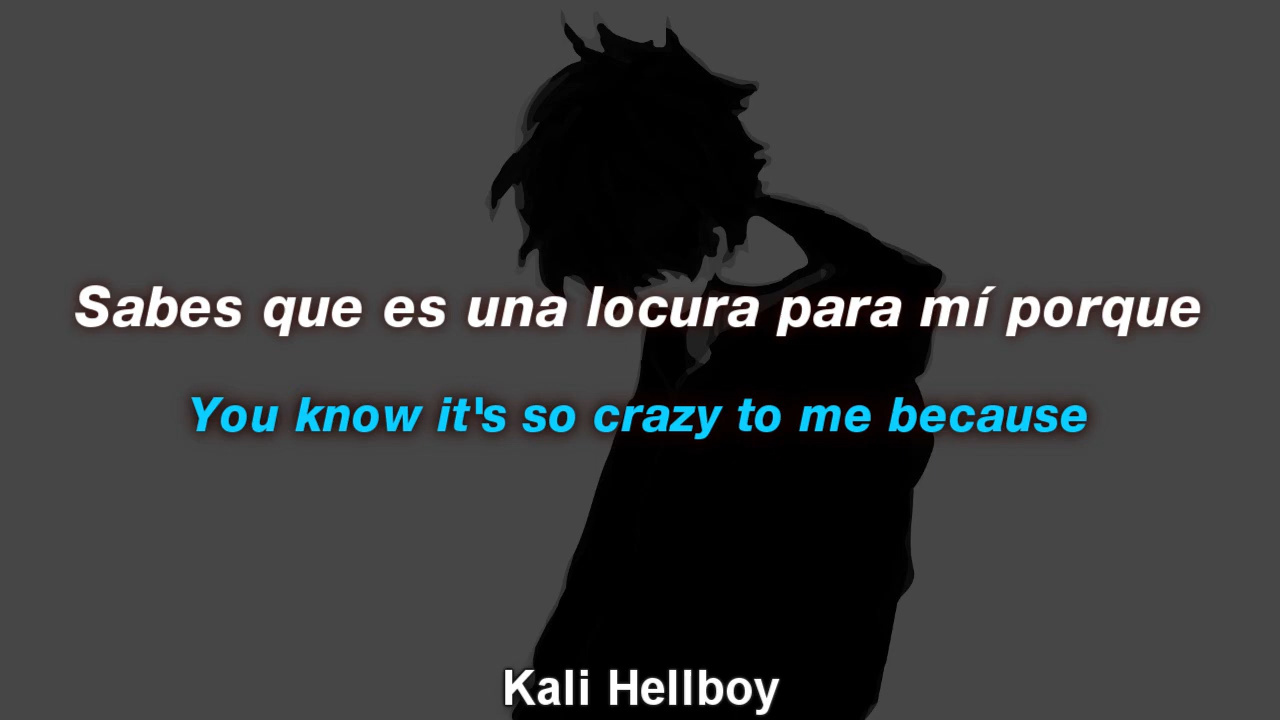 Sabes que es una locura para mí porque
You know it's so crazy to me because
Kali Hellboy